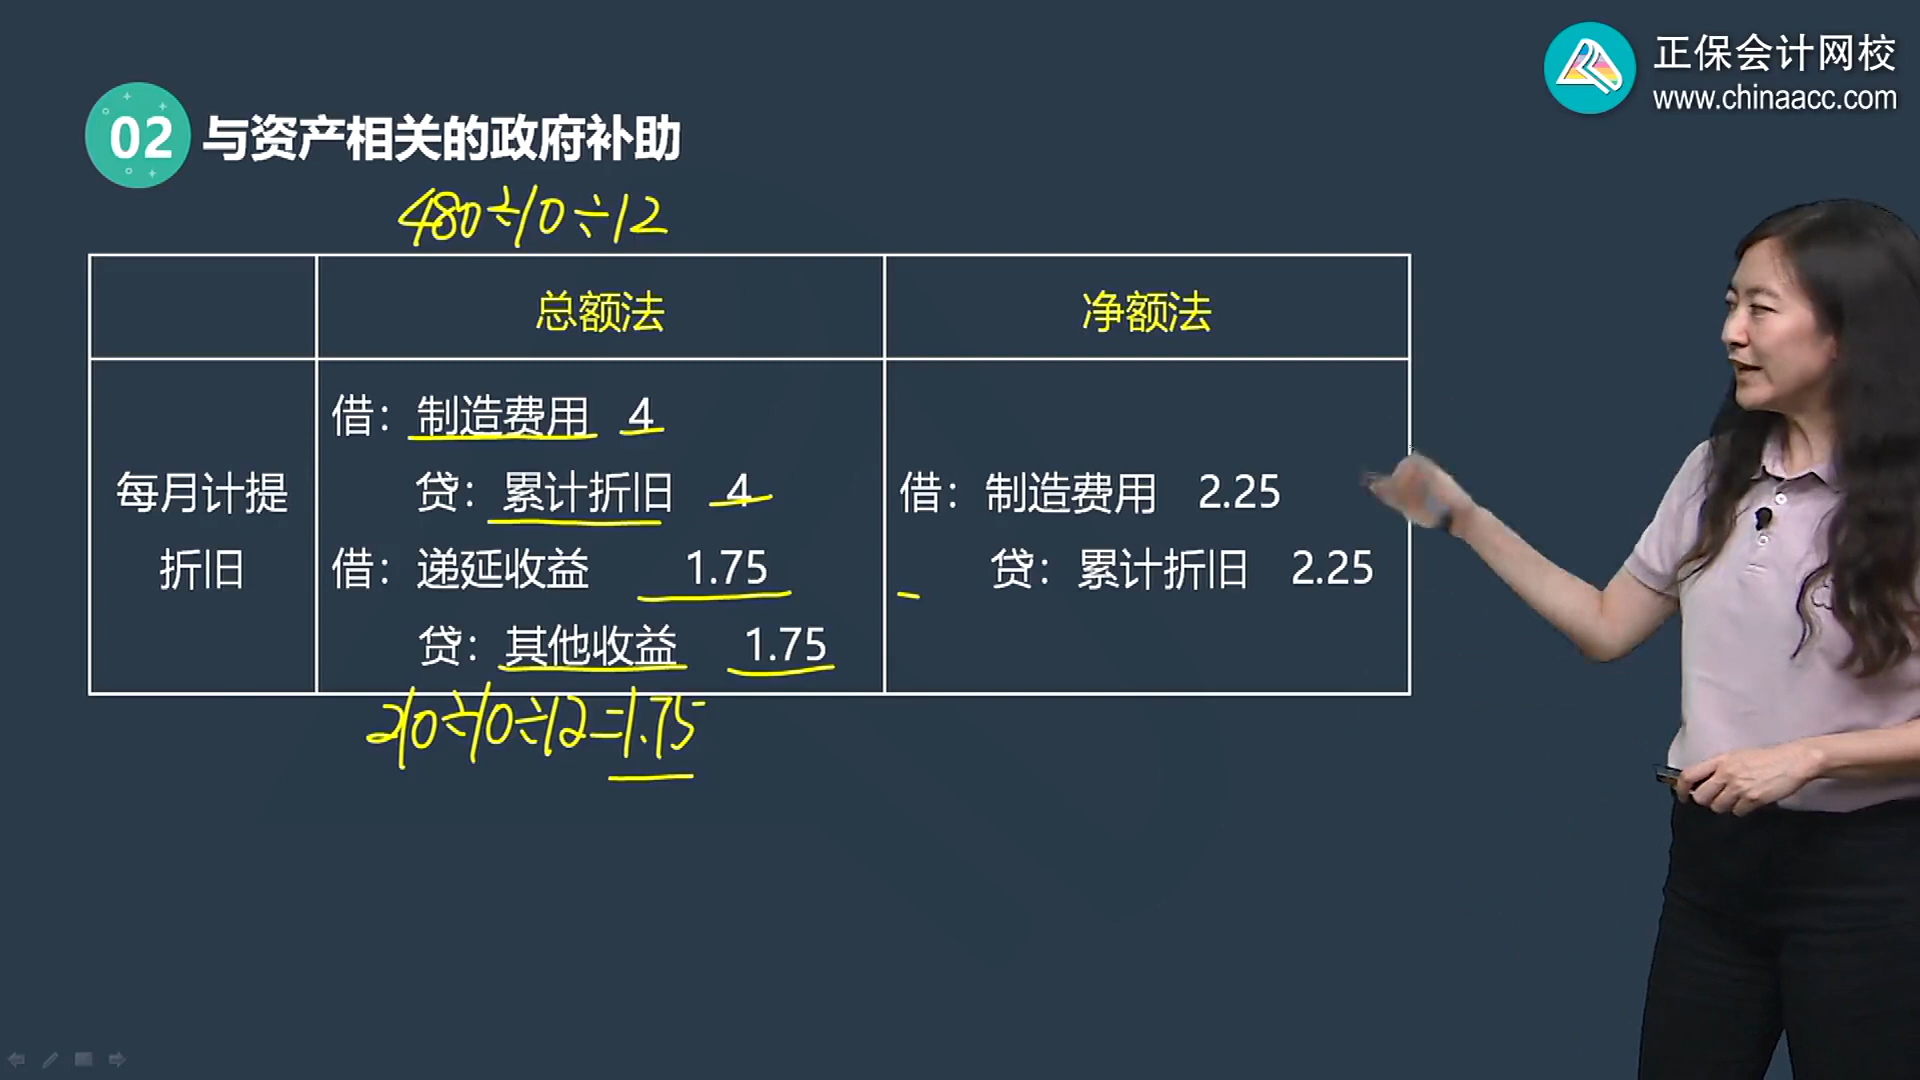 正保会计网校
www.chinaacc.com
02 与资产相关的政府补助
480÷10÷12
总额法 净额法
每月计提
折旧
借：制造费用 4
贷：累计折旧 4
借：递延收益 1.75
贷：其他收益 1.75
借：制造费用 2.25
贷：累计折旧 2.25
210÷10÷12=1.75